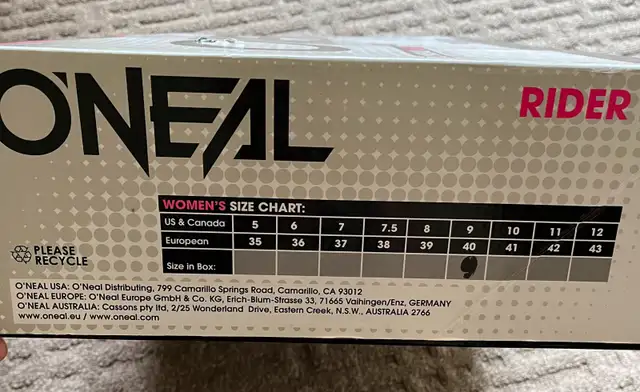 O'NEAL
RIDER
WOMEN'S SIZE CHART:
US & Canada 5 6 7 7.5 8 9 10 11 12
European 35 36 37 38 39 40 41 42 43
Size in Box:
PLEASE
RECYCLE
O'NEAL USA: O'Neal Distributing, 799 Camarillo Springs Road, Camarillo, CA 93012
O'NEAL EUROPE: O'Neal Europe GmbH & Co. KG, Erich-Blum-Strasse 33, 71665 Vaihingen/Enz, GERMANY
O'NEAL AUSTRALIA: Cassons pty ltd, 2/25 Wonderland Drive, Eastern Creek, N.S.W., AUSTRALIA 2766
www.oneal.eu / www.oneal.com